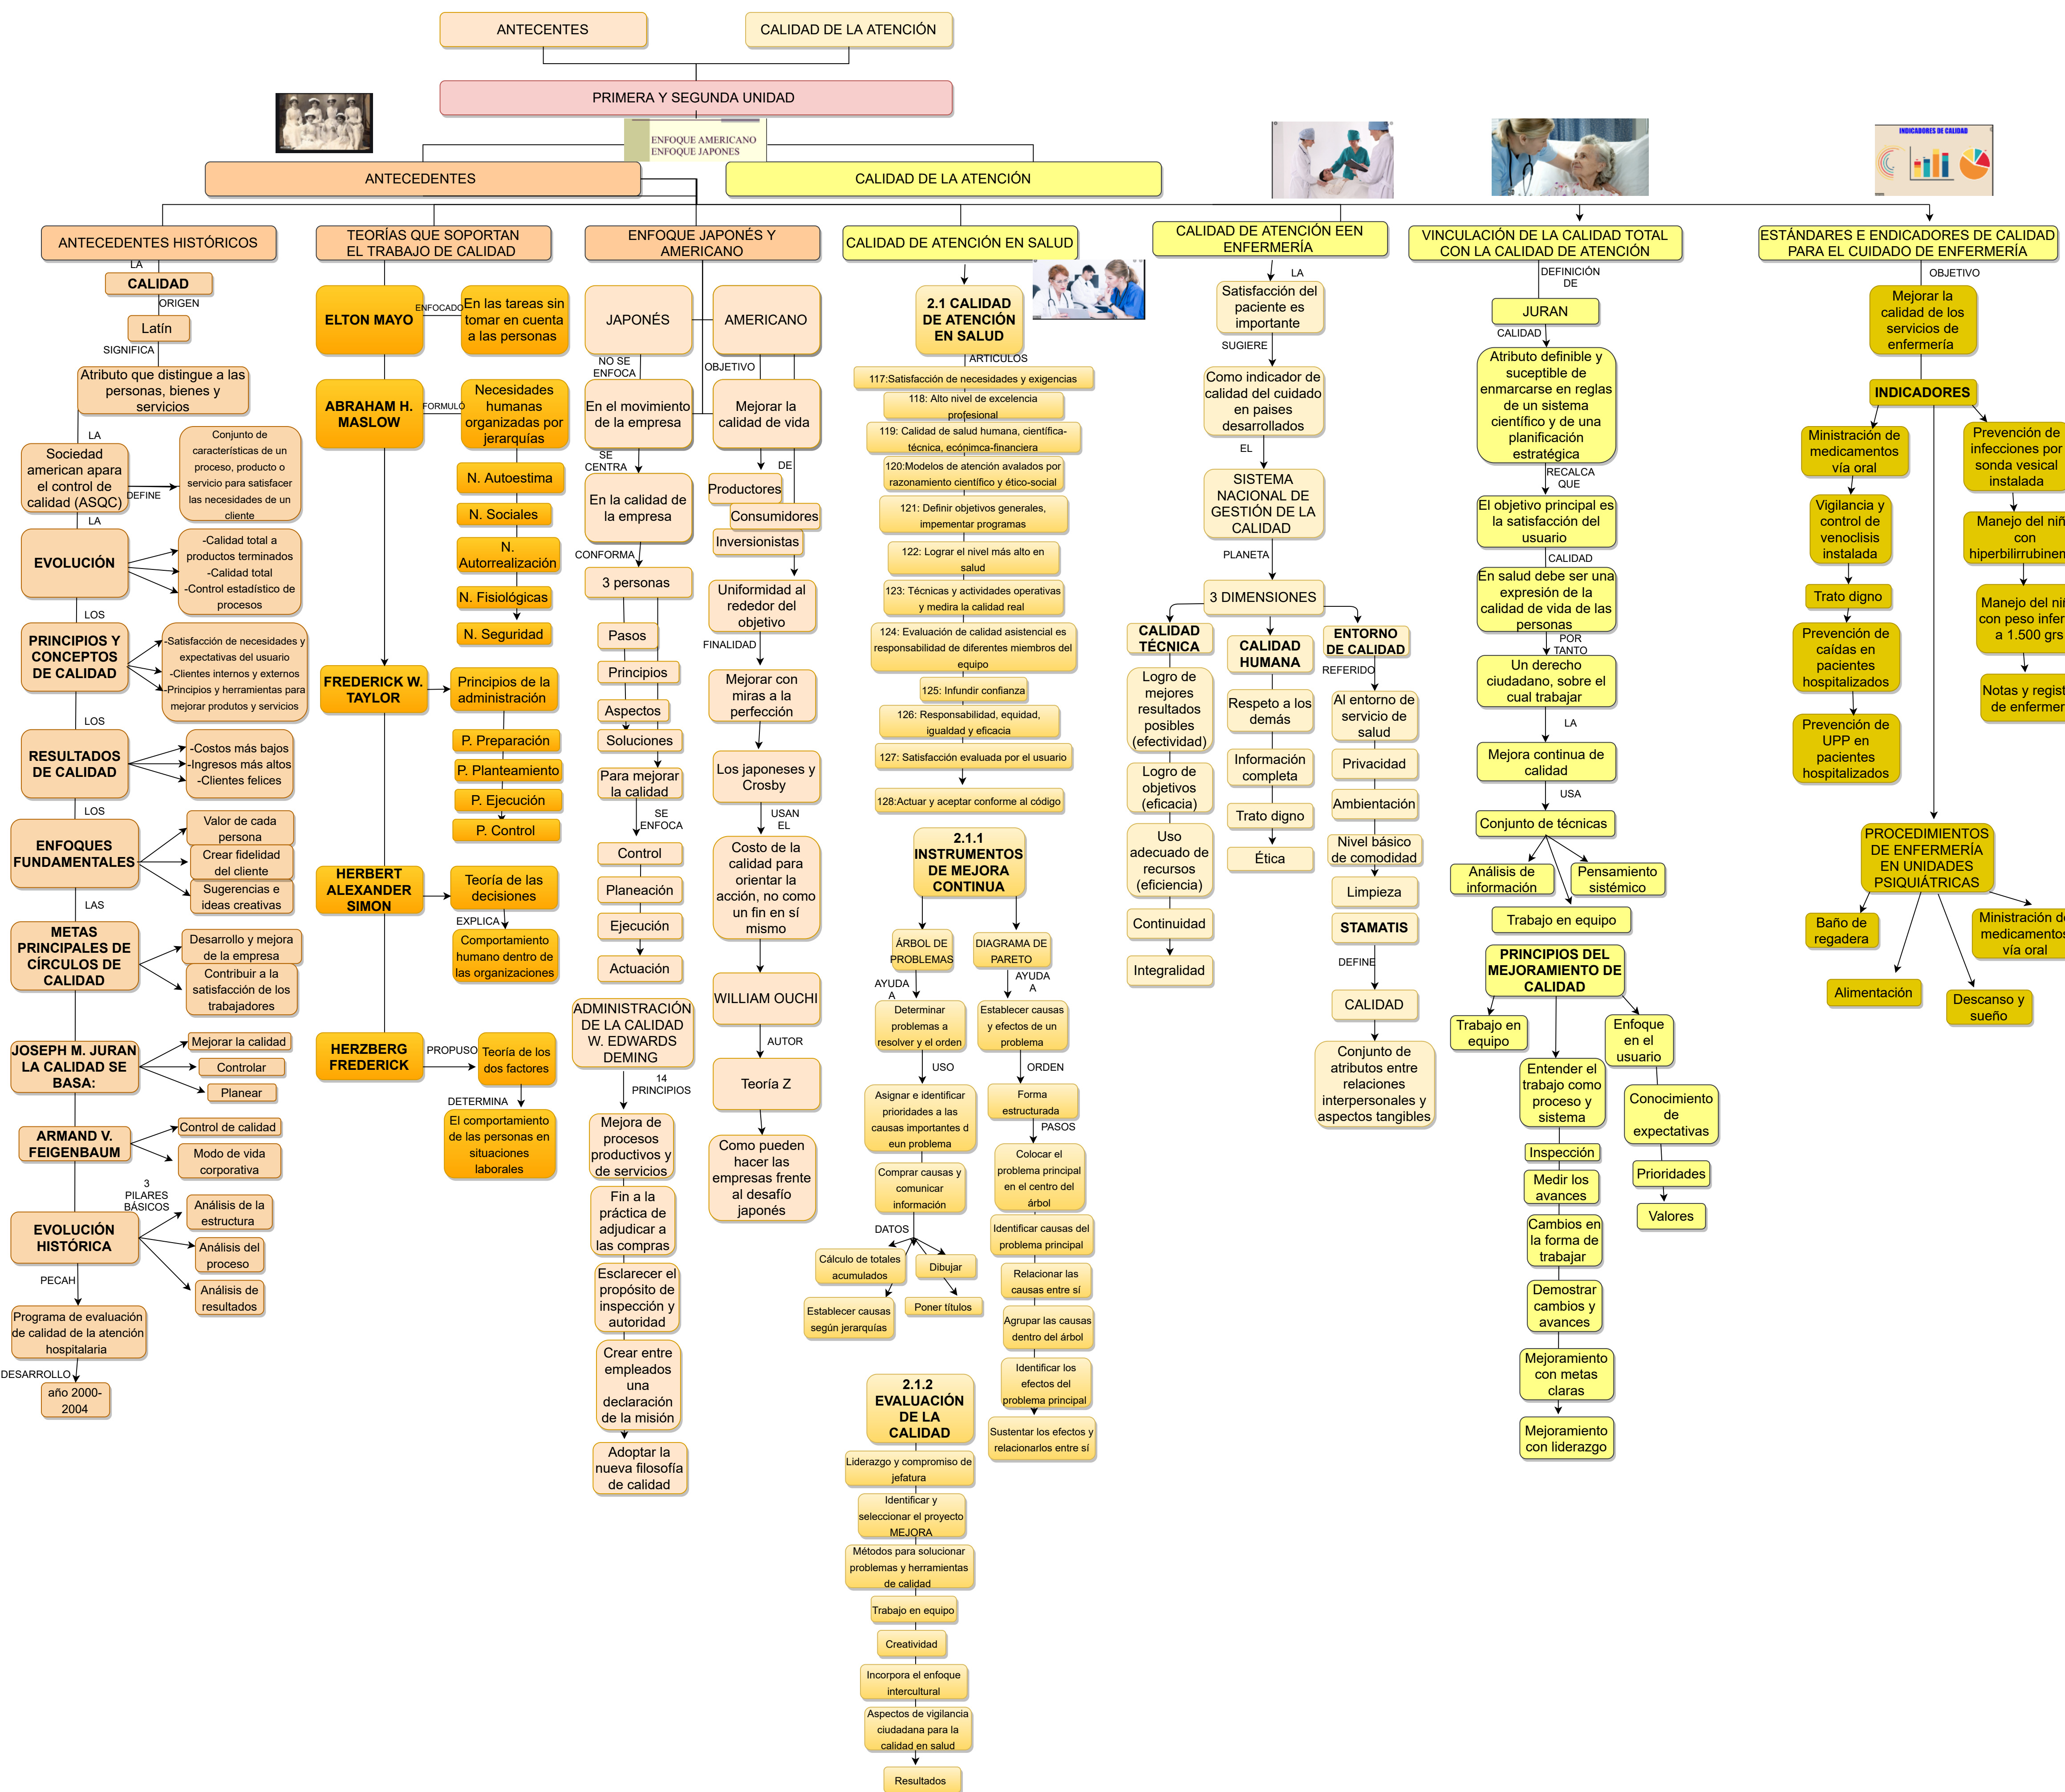 ANTECENTES
CALIDAD DE LA ATENCIÓN
PRIMERA Y SEGUNDA UNIDAD
ENFOQUE AMERICANO
ENFOQUE JAPONES
ANTECEDENTES
CALIDAD DE LA ATENCIÓN
INDICADORES DE CALIDAD
ANTECEDENTES HISTÓRICOS
LA
CALIDAD
ORIGEN
Latín
SIGNIFICA
Atributo que distingue a las
personas, bienes y
servicios
LA
Sociedad
american apara
el control de
calidad (ASQC)
DEFINE
Conjunto de
características de un
proceso, producto o
servicio para satisfacer
las necesidades de un
cliente
LA
EVOLUCIÓN
-Calidad total a
productos terminados
-Calidad total
-Control estadístico de
procesos
LOS
PRINCIPIOS Y
CONCEPTOS
DE CALIDAD
-Satisfacción de necesidades y
expectativas del usuario
-Clientes internos y externos
-Principios y herramientas para
mejorar produtos y servicios
LOS
RESULTADOS
DE CALIDAD
-Costos más bajos
-Ingresos más altos
-Clientes felices
LOS
ENFOQUES
FUNDAMENTALES
Valor de cada
persona
Crear fidelidad
del cliente
Sugerencias e
ideas creativas
LAS
METAS
PRINCIPALES DE
CÍRCULOS DE
CALIDAD
Desarrollo y mejora
de la empresa
Contribuir a la
satisfacción de los
trabajadores
JOSEPH M. JURAN
LA CALIDAD SE
BASA:
Mejorar la calidad
Controlar
Planear
ARMAND V.
FEIGENBAUM
Control de calidad
Modo de vida
corporativa
3
PILARES
BÁSICOS
EVOLUCIÓN
HISTÓRICA
Análisis de la
estructura
Análisis del
proceso
Análisis de
resultados
PECAH
Programa de evaluación
de calidad de la atención
hospitalaria
DESARROLLO
año 2000-
2004
TEORÍAS QUE SOPORTAN
EL TRABAJO DE CALIDAD
ELTON MAYO
ENFOCADO
En las tareas sin
tomar en cuenta
a las personas
ABRAHAM H.
MASLOW
FORMULÓ
Necesidades
humanas
organizadas por
jerarquías
N. Autoestima
N. Sociales
N.
Autorrealización
N. Fisiológicas
N. Seguridad
FREDERICK W.
TAYLOR
Principios de la
administración
P. Preparación
P. Planteamiento
P. Ejecución
P. Control
HERBERT
ALEXANDER
SIMON
Teoría de las
decisiones
EXPLICA
Comportamiento
humano dentro de
las organizaciones
HERZBERG
FREDERICK
PROPUSO
Teoría de los
dos factores
DETERMINA
El comportamiento
de las personas en
situaciones
laborales
ENFOQUE JAPONÉS Y
AMERICANO
JAPONÉS
NO SE
ENFOCA
En el movimiento
de la empresa
SE
CENTRA
En la calidad de
la empresa
CONFORMA
3 personas
Pasos
Principios
Aspectos
Soluciones
Para mejorar
la calidad
SE
ENFOCA
Control
Planeación
Ejecución
Actuación
ADMINISTRACIÓN
DE LA CALIDAD
W. EDWARDS
DEMING
14
PRINCIPIOS
Mejora de
procesos
productivos y
de servicios
Fin a la
práctica de
adjudicar a
las compras
Esclarecer el
propósito de
inspección y
autoridad
Crear entre
empleados
una
declaración
de la misión
Adoptar la
nueva filosofía
de calidad
AMERICANO
OBJETIVO
Mejorar la
calidad de vida
DE
Productores
Consumidores
Inversionistas
Uniformidad al
rededor del
objetivo
FINALIDAD
Mejorar con
miras a la
perfección
Los japoneses y
Crosby
USAN
EL
Costo de la
calidad para
orientar la
acción, no como
un fin en sí
mismo
WILLIAM OUCHI
AUTOR
Teoría Z
Como pueden
hacer las
empresas frente
al desafío
japonés
CALIDAD DE ATENCIÓN EN SALUD
2.1 CALIDAD
DE ATENCIÓN
EN SALUD
ARTICULOS
117:Satisfacción de necesidades y exigencias
118: Alto nivel de excelencia
profesional
119: Calidad de salud humana, científica-
técnica, ecónimca-financiera
120:Modelos de atención avalados por
razonamiento científico y ético-social
121: Definir objetivos generales,
impementar programas
122: Lograr el nivel más alto en
salud
123: Técnicas y actividades operativas
y medira la calidad real
124: Evaluación de calidad asistencial es
responsabilidad de diferentes miembros del
equipo
125: Infundir confianza
126: Responsabilidad, equidad,
igualdad y eficacia
127: Satisfacción evaluada por el usuario
128:Actuar y aceptar conforme al código
2.1.1
INSTRUMENTOS
DE MEJORA
CONTINUA
ÁRBOL DE
PROBLEMAS
AYUDA
A
Determinar
problemas a
resolver y el orden
USO
Asignar e identificar
prioridades a las
causas importantes d
eun problema
Comprar causas y
comunicar
información
DATOS
Cálculo de totales
acumulados
Dibujar
Establecer causas
según jerarquías
Poner títulos
DIAGRAMA DE
PARETO
AYUDA
A
Establecer causas
y efectos de un
problema
ORDEN
Forma
estructurada
PASOS
Colocar el
problema principal
en el centro del
árbol
Identificar causas del
problema principal
Relacionar las
causas entre sí
Agrupar las causas
dentro del árbol
Identificar los
efectos del
problema principal
Sustentar los efectos y
relacionarlos entre sí
2.1.2
EVALUACIÓN
DE LA
CALIDAD
Liderazgo y compromiso de
jefatura
Identificar y
seleccionar el proyecto
MEJORA
Métodos para solucionar
problemas y herramientas
de calidad
Trabajo en equipo
Creatividad
Incorpora el enfoque
intercultural
Aspectos de vigilancia
ciudadana para la
calidad en salud
Resultados
CALIDAD DE ATENCIÓN EEN
ENFERMERÍA
LA
Satisfacción del
paciente es
importante
SUGIERE
Como indicador de
calidad del cuidado
en paises
desarrollados
EL
SISTEMA
NACIONAL DE
GESTIÓN DE LA
CALIDAD
PLANETA
3 DIMENSIONES
CALIDAD
TÉCNICA
Logro de
mejores
resultados
posibles
(efectividad)
Logro de
objetivos
(eficacia)
Uso
adecuado de
recursos
(eficiencia)
Continuidad
Integralidad
CALIDAD
HUMANA
Respeto a los
demás
Información
completa
Trato digno
Ética
ENTORNO
DE CALIDAD
REFERIDO
Al entorno de
servicio de
salud
Privacidad
Ambientación
Nivel básico
de comodidad
Limpieza
STAMATIS
DEFINE
CALIDAD
Conjunto de
atributos entre
relaciones
interpersonales y
aspectos tangibles
VINCULACIÓN DE LA CALIDAD TOTAL
CON LA CALIDAD DE ATENCIÓN
DEFINICIÓN
DE
JURAN
CALIDAD
Atributo definible y
suceptible de
enmarcarse en reglas
de un sistema
científico y de una
planificación
estratégica
RECALCA
QUE
El objetivo principal es
la satisfacción del
usuario
CALIDAD
En salud debe ser una
expresión de la
calidad de vida de las
personas
POR
TANTO
Un derecho
ciudadano, sobre el
cual trabajar
LA
Mejora continua de
calidad
USA
Conjunto de técnicas
Análisis de
información
Pensamiento
sistémico
Trabajo en equipo
PRINCIPIOS DEL
MEJORAMIENTO DE
CALIDAD
Trabajo en
equipo
Entender el
trabajo como
proceso y
sistema
Inspección
Medir los
avances
Cambios en
la forma de
trabajar
Demostrar
cambios y
avances
Mejoramiento
con metas
claras
Mejoramiento
con liderazgo
Enfoque
en el
usuario
Conocimiento
de
expectativas
Prioridades
Valores
ESTÁNDARES E ENDICADORES DE CALIDAD
PARA EL CUIDADO DE ENFERMERÍA
OBJETIVO
Mejorar la
calidad de los
servicios de
enfermería
INDICADORES
Ministración de
medicamentos
vía oral
Vigilancia y
control de
venoclisis
instalada
Trato digno
Prevención de
caídas en
pacientes
hospitalizados
Prevención de
UPP en
pacientes
hospitalizados
Prevención de
infecciones por
sonda vesical
instalada
Manejo del
con
Manejo del
con peso
a 1.500 grs
Notas y
de
PROCEDIMIENTOS
DE ENFERMERÍA
EN UNIDADES
PSIQUIÁTRICAS
Baño de
regadera
Alimentación
Descanso y
sueño
Ministración
medicamentos
vía oral